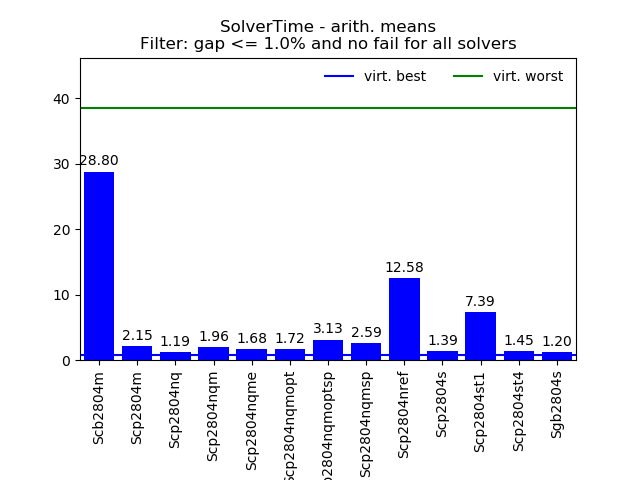 SolverTime - arith. means
Filter: gap <= 1.0% and no fail for all solvers
virt. best virt. worst
40
30
20
10
0
28.80
2.15
1.19
1.96
1.68
1.72
3.13
2.59
12.58
1.39
7.39
1.45
1.20
Scb2804m
Scp2804m
Scp2804nq
Scp2804nqm
Scp2804nqme
Scp2804nqmopt
p2804nqmoptsp
Scp2804nqmsp
Scp2804nref
Scp2804s
Scp2804st1
Scp2804st4
Sgb2804s